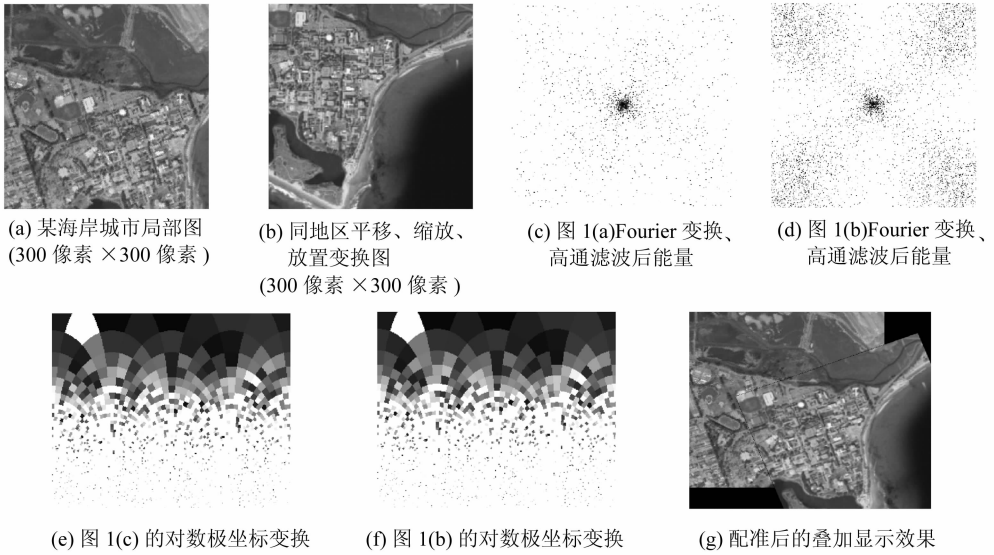 (a) 某海岸城市局部图
(300 像素 ×300 像素 )
(b) 同地区平移、缩放、
放置变换图
(300 像素 ×300 像素 )
(c) 图 1(a)Fourier 变换、
高通滤波后能量
(d) 图 1(b)Fourier 变换、
高通滤波后能量
(e) 图 1(c) 的对数极坐标变换
(f) 图 1(b) 的对数极坐标变换
(g) 配准后的叠加显示效果